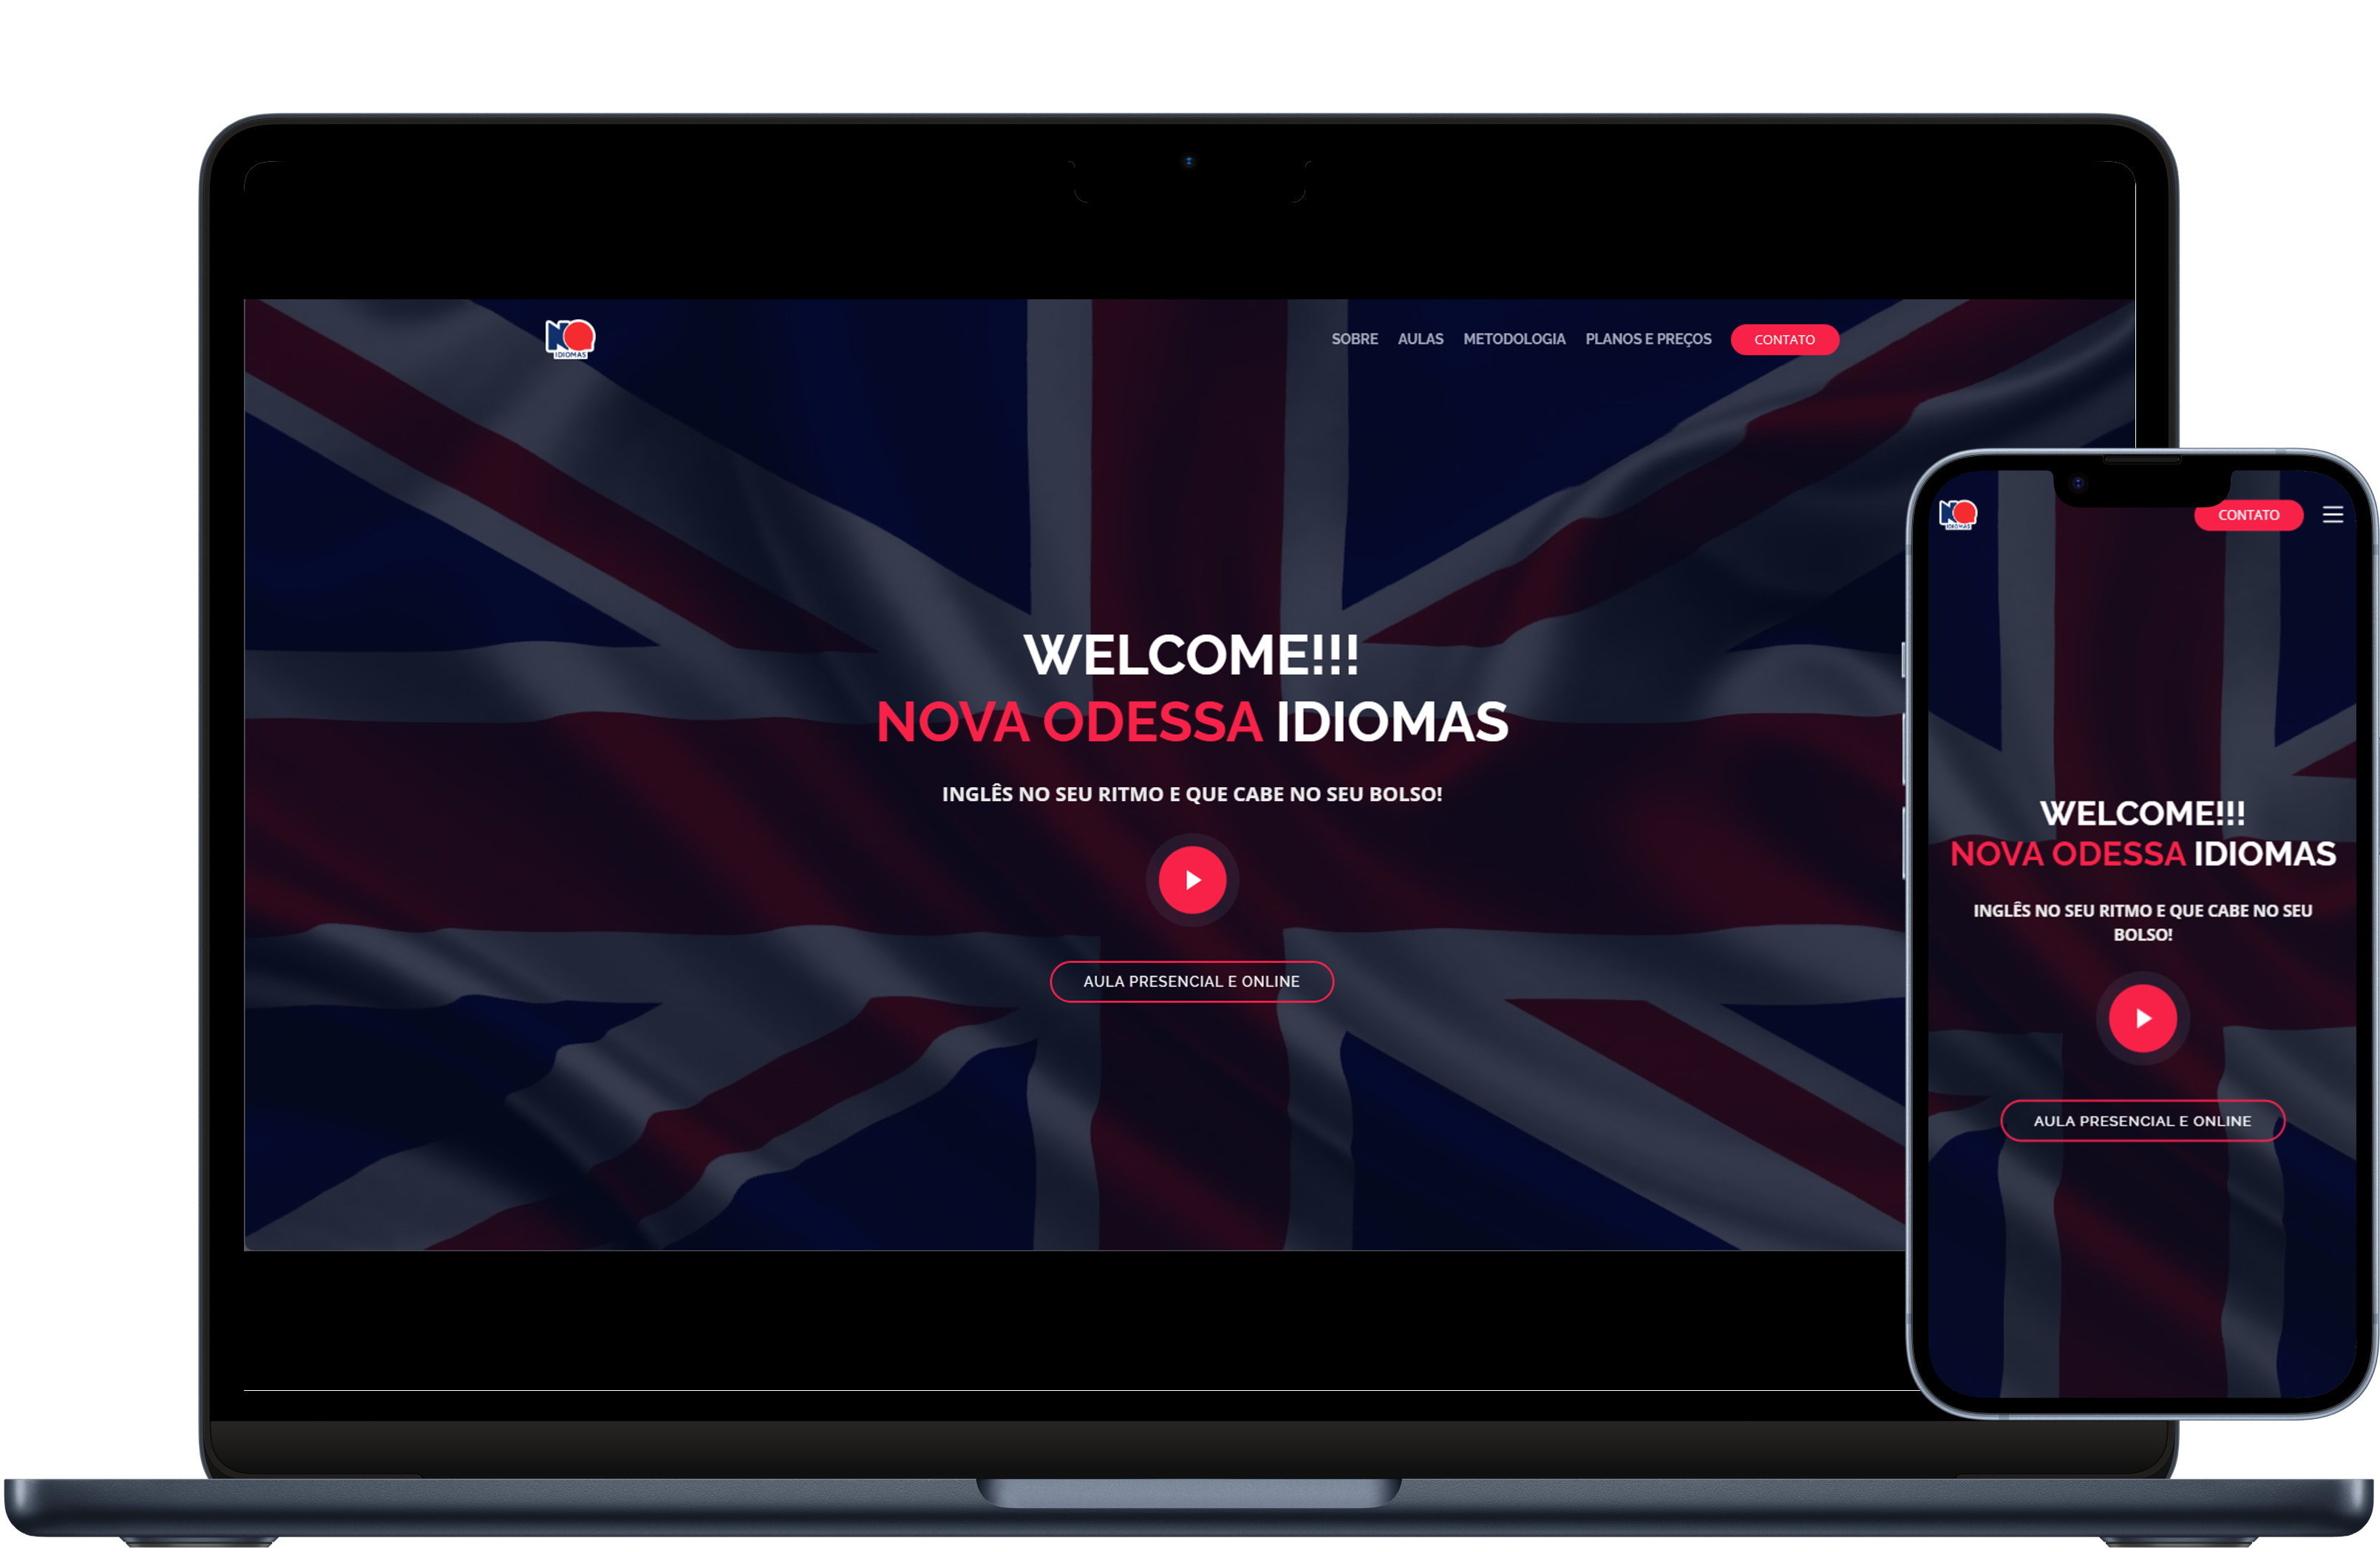 NO
IDIOMAS
SOBRE AULAS METODOLOGIA PLANOS E PREÇOS CONTATO
WELCOME!!!
NOVA ODESSA IDIOMAS
INGLÊS NO SEU RITMO E QUE CABE NO SEU BOLSO!
AULA PRESENCIAL E ONLINE
NO
IDIOMAS
CONTATO
WELCOME!!!
NOVA ODESSA IDIOMAS
INGLÊS NO SEU RITMO E QUE CABE NO SEU
BOLSO!
AULA PRESENCIAL E ONLINE